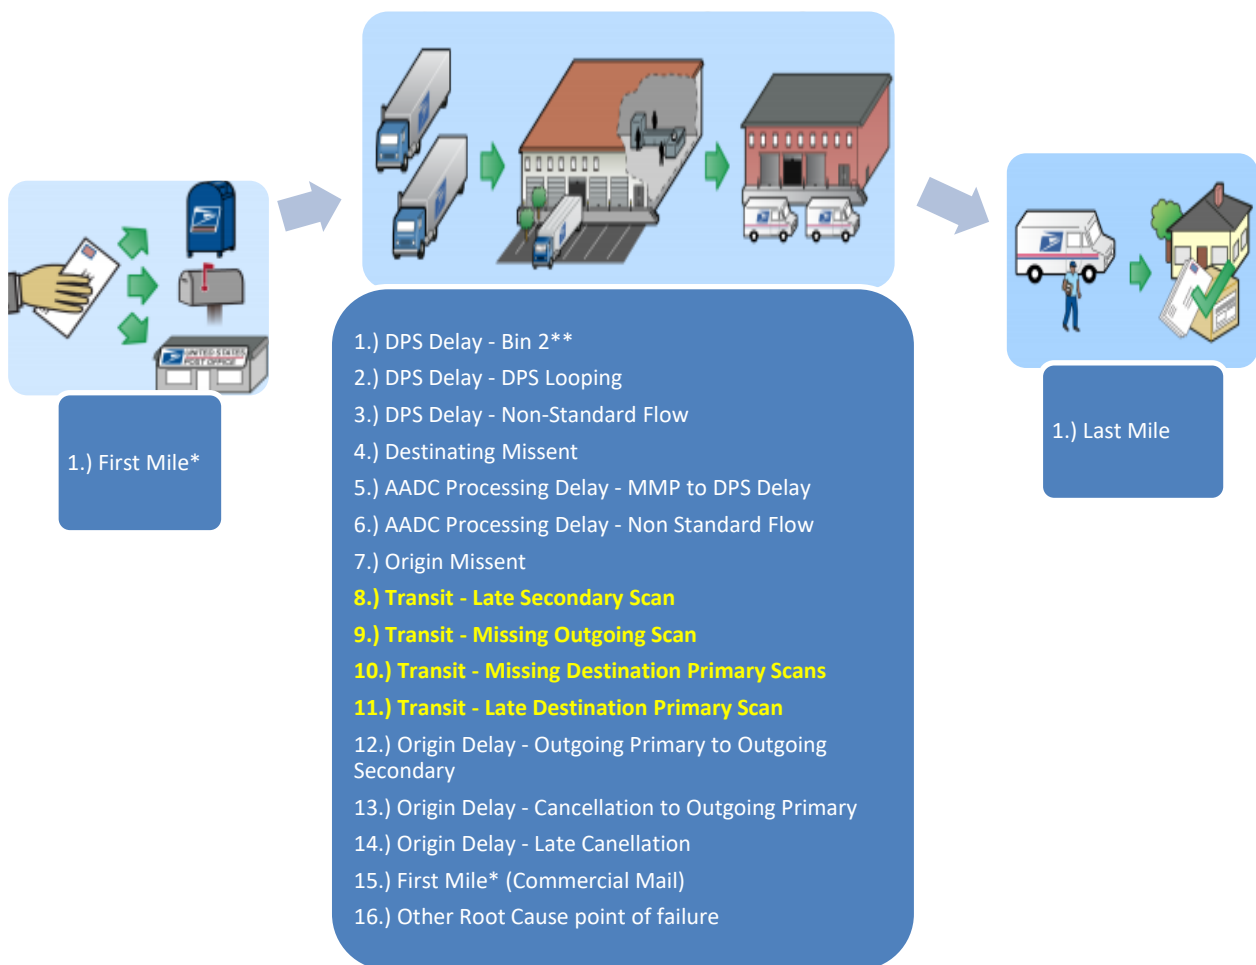 UNITED STATES
POST OFFICE
1.) First Mile*
1.) DPS Delay - Bin 2**
2.) DPS Delay - DPS Looping
3.) DPS Delay - Non-Standard Flow
4.) Destinating Missent
5.) AADC Processing Delay - MMP to DPS Delay
6.) AADC Processing Delay - Non Standard Flow
7.) Origin Missent
8.) Transit - Late Secondary Scan
9.) Transit - Missing Outgoing Scan
10.) Transit - Missing Destination Primary Scans
11.) Transit - Late Destination Primary Scan
12.) Origin Delay - Outgoing Primary to Outgoing
Secondary
13.) Origin Delay - Cancellation to Outgoing Primary
14.) Origin Delay - Late Canellation
15.) First Mile* (Commercial Mail)
16.) Other Root Cause point of failure
1.) Last Mile